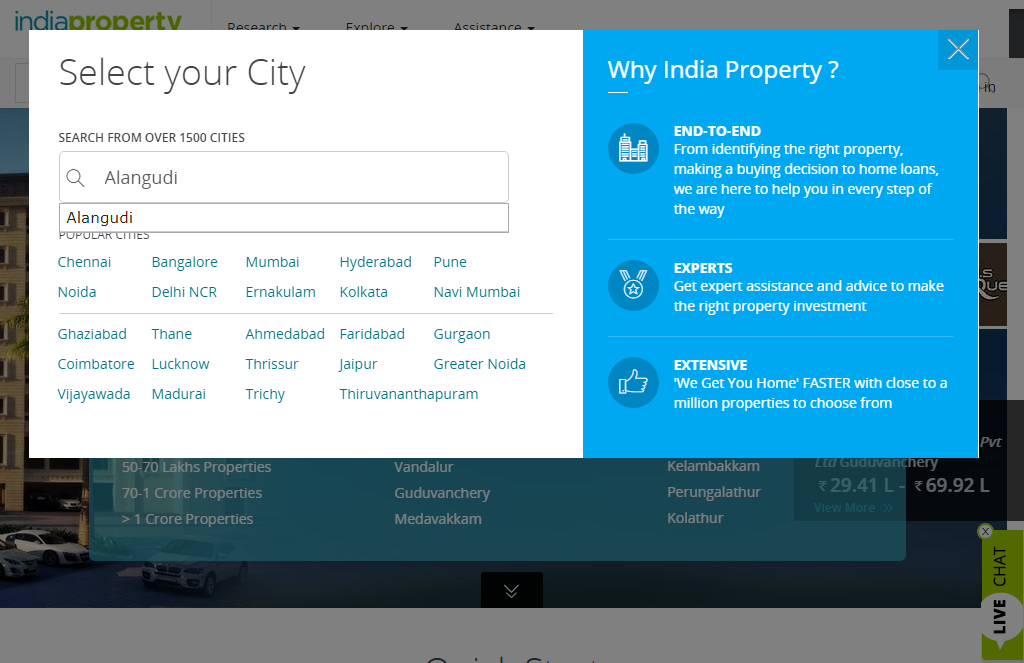 indiaproperty
Research
Explore
Assistance
Select your City
SEARCH FROM OVER 1500 CITIES
Alangudi
Alangudi
POPULAR CITIES
Chennai Bangalore Mumbai Hyderabad Pune
Noida Delhi NCR Ernakulam Kolkata Navi Mumbai
Ghaziabad Thane Ahmedabad Faridabad Gurgaon
Coimbatore Lucknow Thrissur Jaipur Greater Noida
Vijayawada Madurai Trichy Thiruvananthapuram
Why India Property ?
END-TO-END
From identifying the right property,
making a buying decision to home loans,
we are here to help you in every step of
the way
EXPERTS
Get expert assistance and advice to make
the right property investment
EXTENSIVE
'We Get You Home' FASTER with close to a
million properties to choose from
in
50-70 Lakhs Properties Vandalur Kelambakkam
70-1 Crore Properties Guduvanchery Perungalathur
> 1 Crore Properties Medavakkam Kolathur
Pvt
Ltd Guduvanchery
₹ 29.41 L - ₹ 69.92 L
View More »
LIVE CHAT